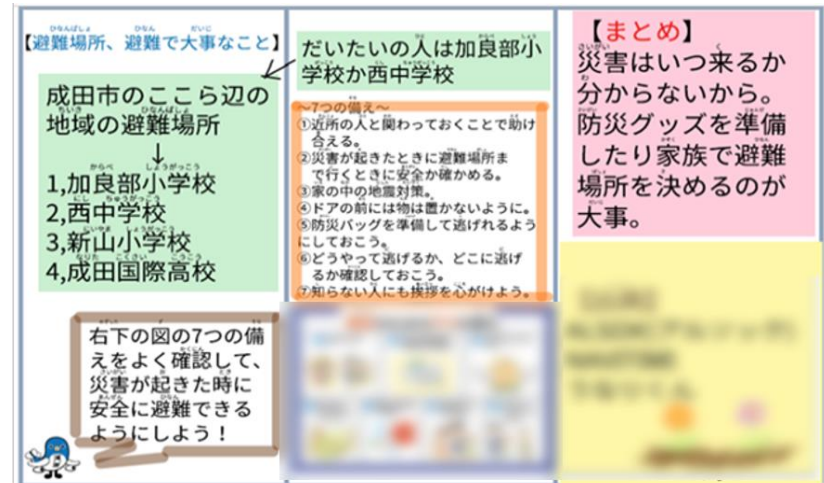 【避難場所、避難で大事なこと】
成田市のここら辺の
地域の避難場所
↓
1,加良部小学校
2,西中学校
3,新山小学校
4,成田国際高校
右下の図の7つの備
えをよく確認して、
災害が起きた時に
安全に避難できる
ようにしよう！
だいたいの人は加良部小
学校か西中学校
～7つの備え～
①近所の人と関わっておくことで助け
合える。
②災害が起きたときに避難場所ま
で行くときに安全か確かめる。
③家の中の地震対策。
④ドアの前には物は置かないように。
⑤防災バッグを準備して逃げれるよう
にしておこう。
⑥どうやって逃げるか、どこに逃げ
るか確認しておこう。
⑦知らない人にも挨拶を心がけよう。
【まとめ】
災害はいつ来るか
分からないから。
防災グッズを準備
したり家族で避難
場所を決めるのが
大事。